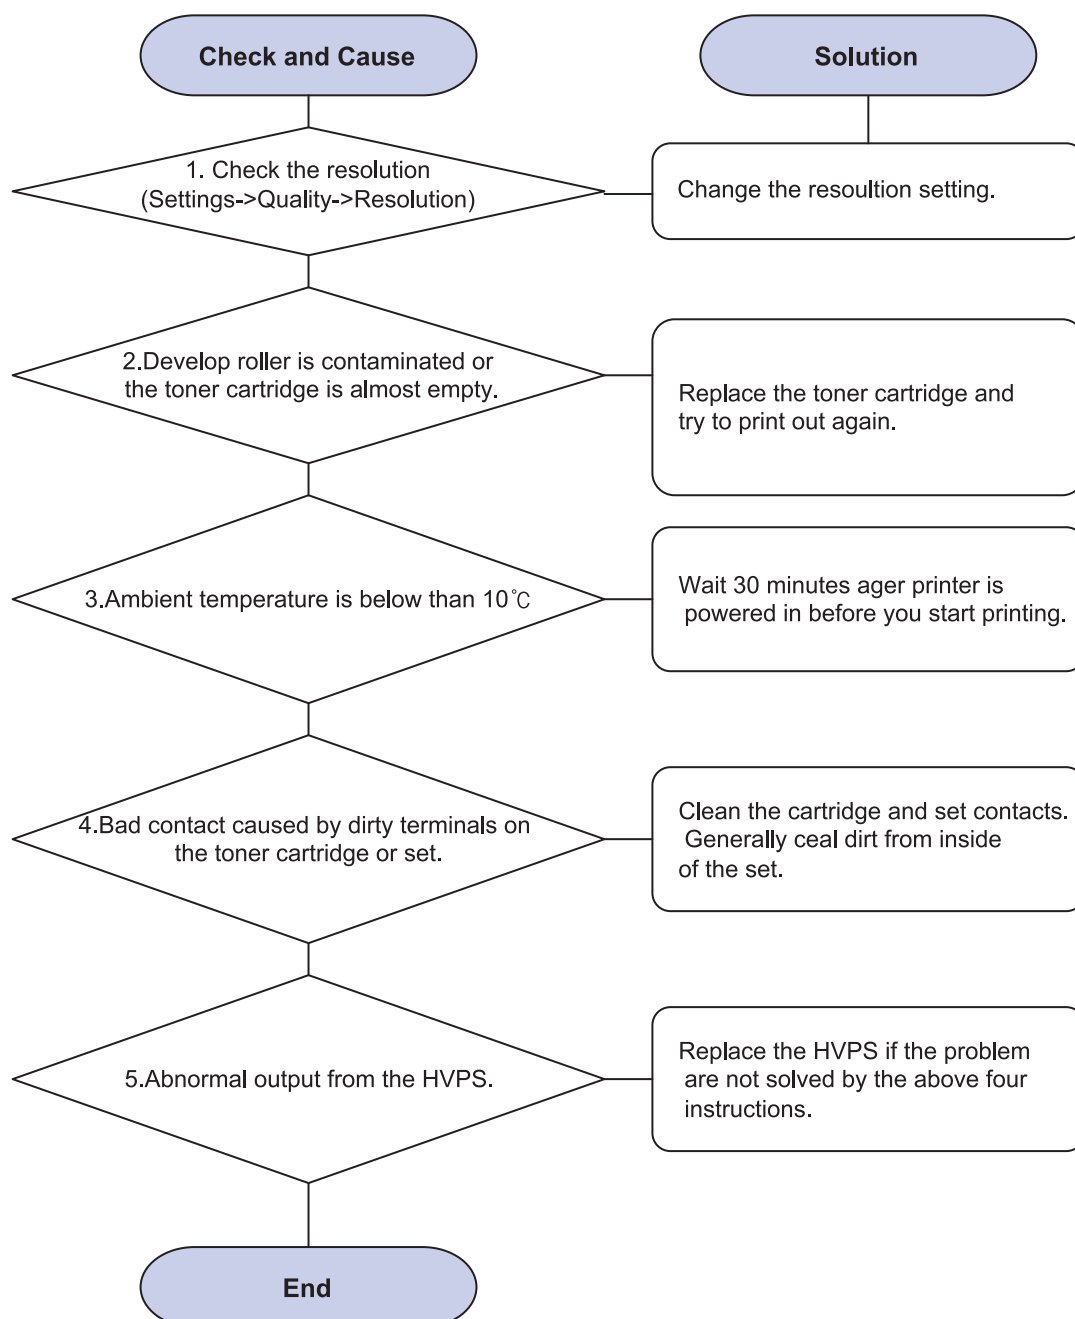 Check and Cause
Solution
1. Check the resolution
(Settings->Quality->Resolution)
Change the resoultion setting.
2.Develop roller is contaminated or
the toner cartridge is almost empty.
Replace the toner cartridge and
try to print out again.
3.Ambient temperature is below than 10℃
Wait 30 minutes ager printer is
powered in before you start printing.
4.Bad contact caused by dirty terminals on
the toner cartridge or set.
Clean the cartridge and set contacts.
Generally ceal dirt from inside
of the set.
5.Abnormal output from the HVPS.
Replace the HVPS if the problem
are not solved by the above four
instructions.
End